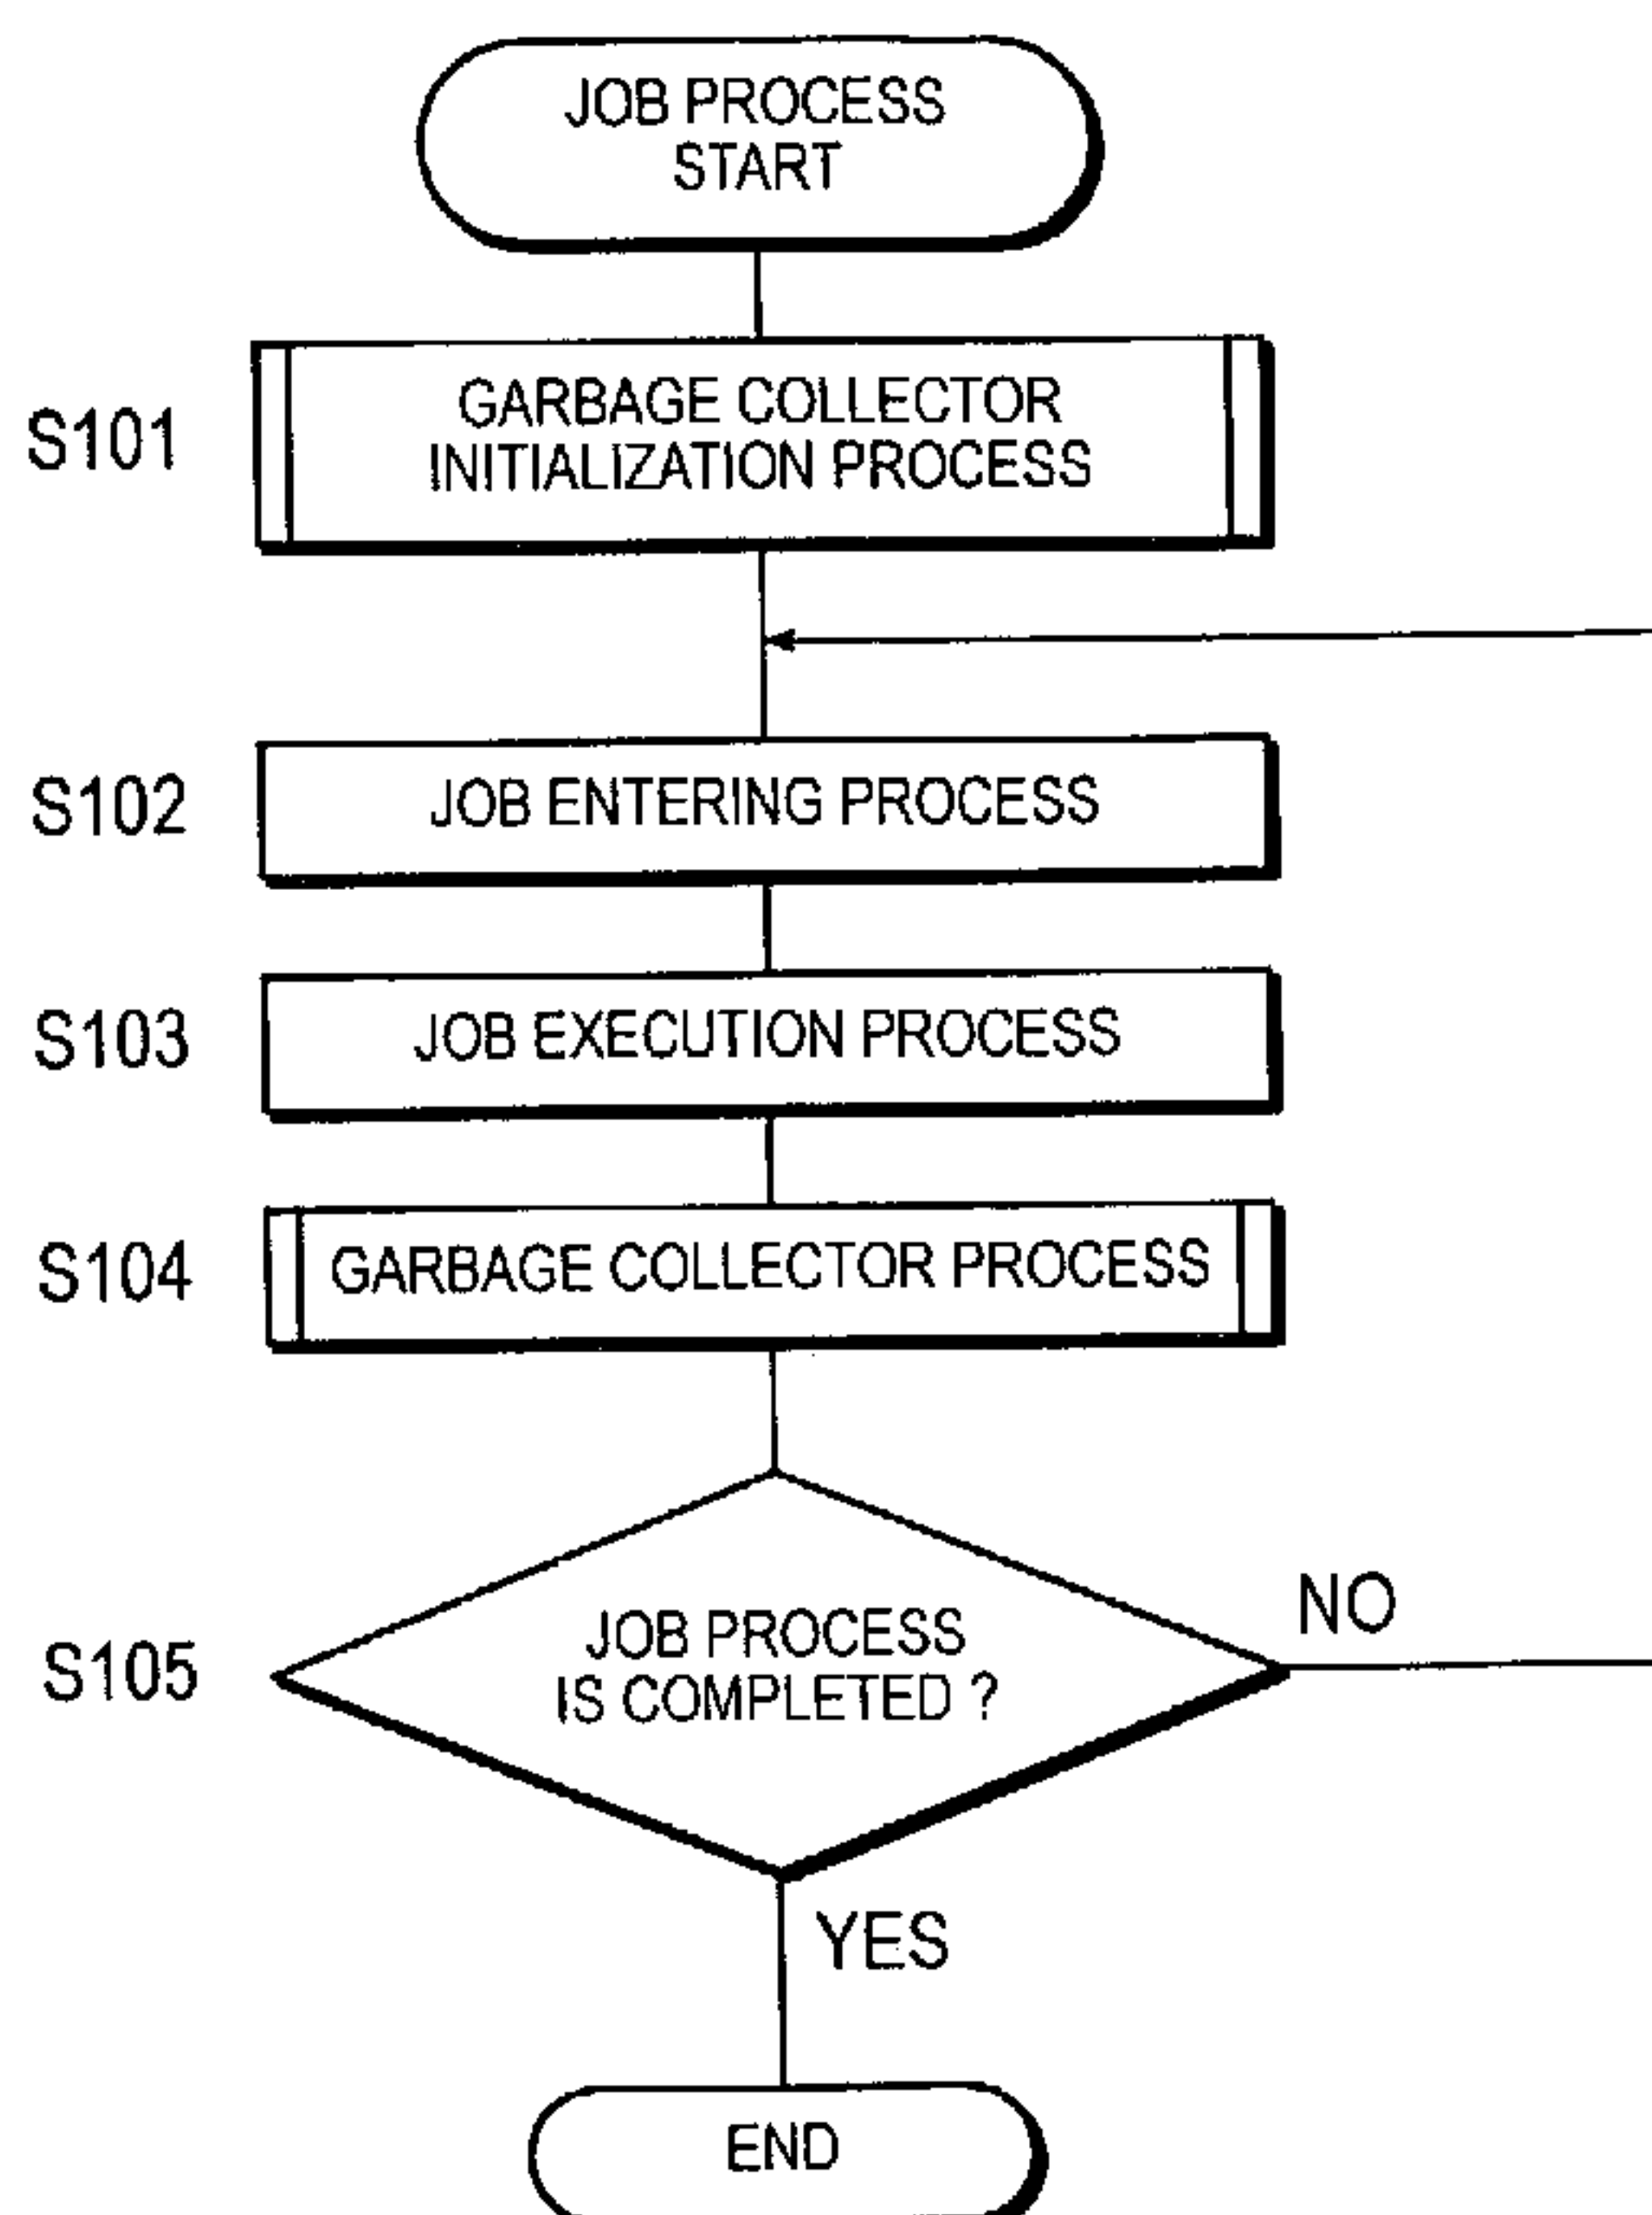 JOB PROCESS
START
S101
GARBAGE COLLECTOR
INITIALIZATION PROCESS
S102
JOB ENTERING PROCESS
S103
JOB EXECUTION PROCESS
S104
GARBAGE COLLECTOR PROCESS
S105
JOB PROCESS
IS COMPLETED ?
NO
YES
END